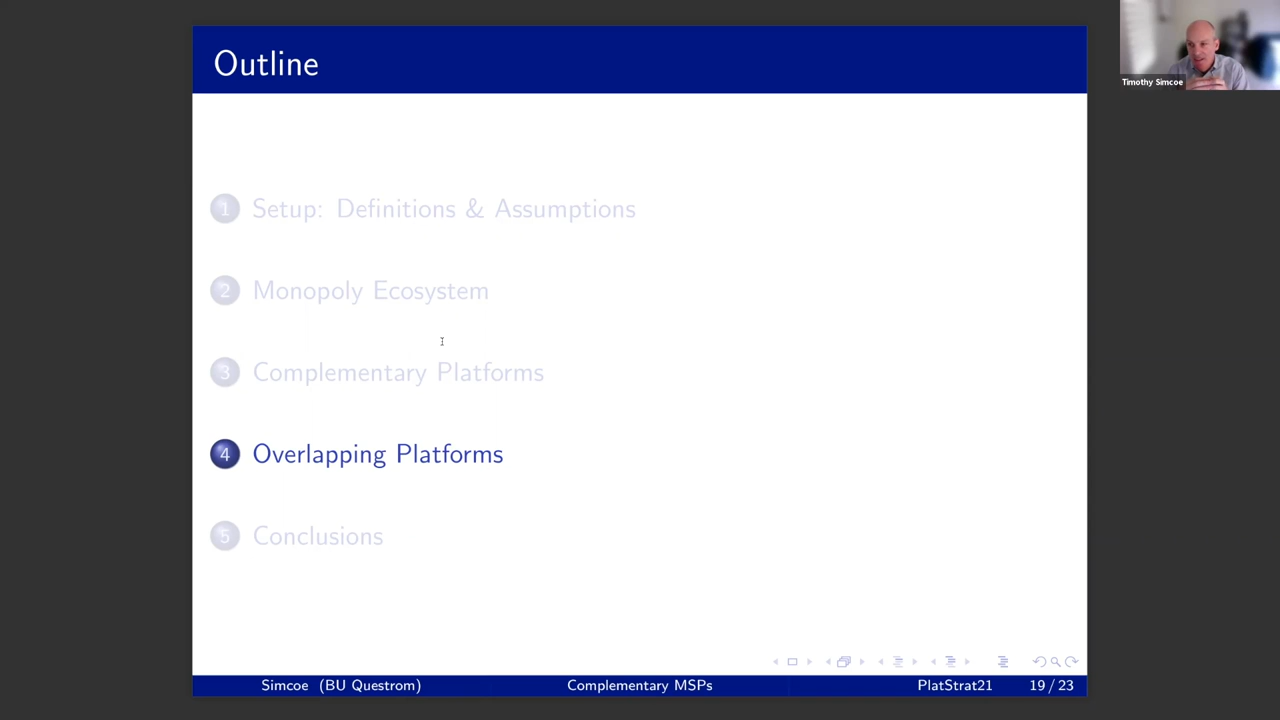 Outline
Timothy Simcoe
1 Setup: Definitions & Assumptions
2 Monopoly Ecosystem
3 Complementary Platforms
4 Overlapping Platforms
5 Conclusions
Simcoe (BU Questrom) Complementary MSPs PlatStrat21 19 / 23